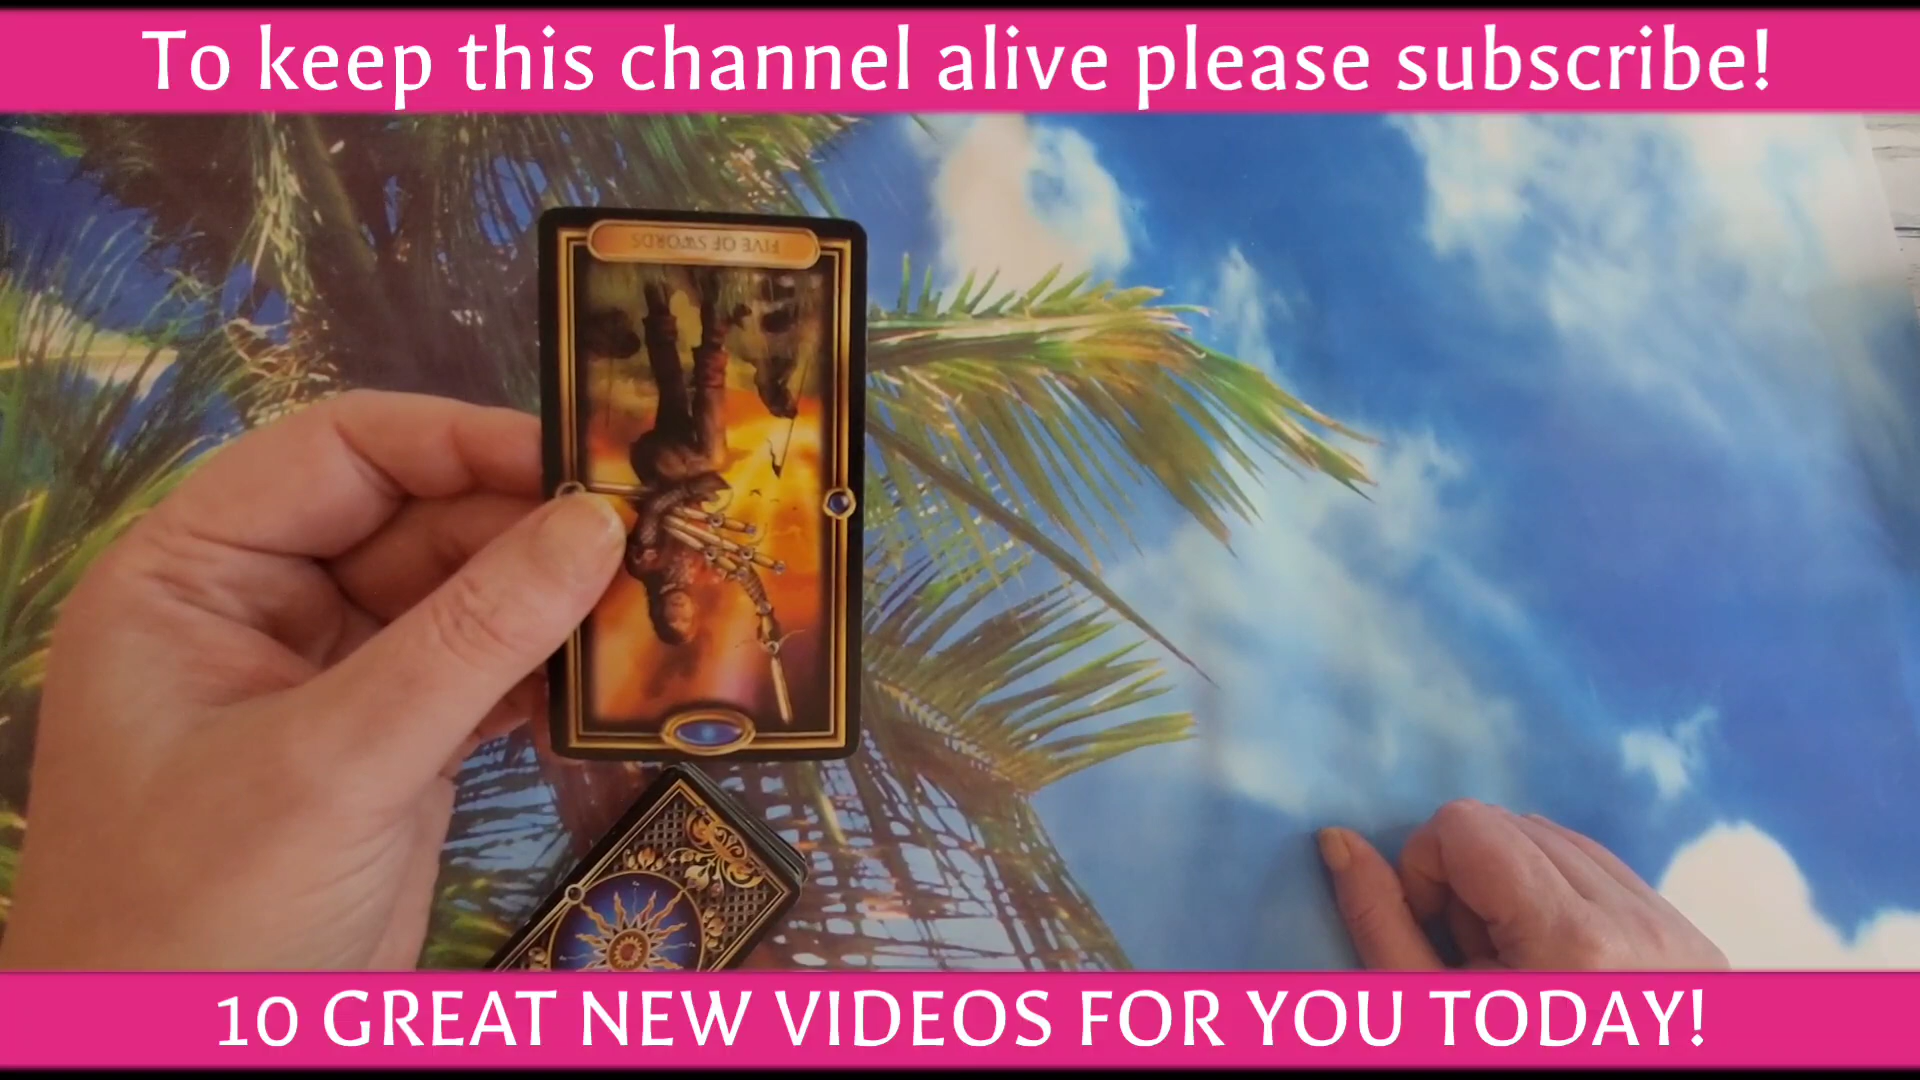 To keep this channel alive please subscribe!
FIVE OF SWORDS
10 GREAT NEW VIDEOS FOR YOU TODAY!